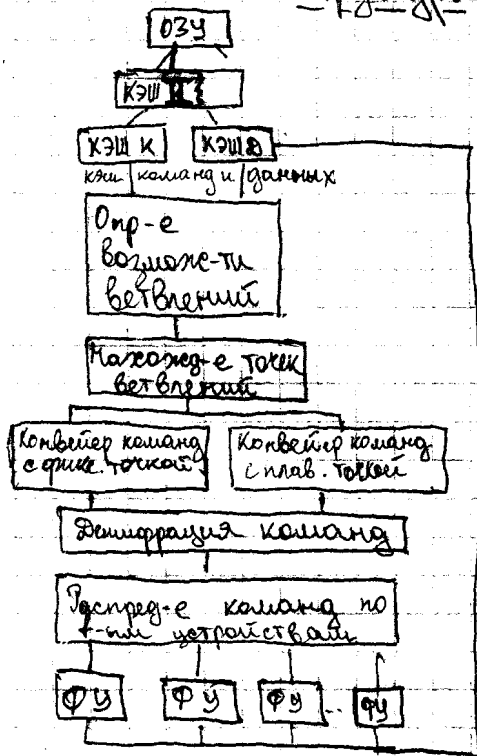 ОЗУ
КЭШ II
КЭШ К КЭШ Д
кэш команд и данных
Опр-е
возможн-ти
ветвлений
Нахожд-е точек
ветвлений
Конвейер команд
с фикс. точкой
Конвейер команд
с плав. точкой
Дешифрация команд
Распред-е команд по
f-ым устройствам
ФУ ФУ ФУ ... ФУ